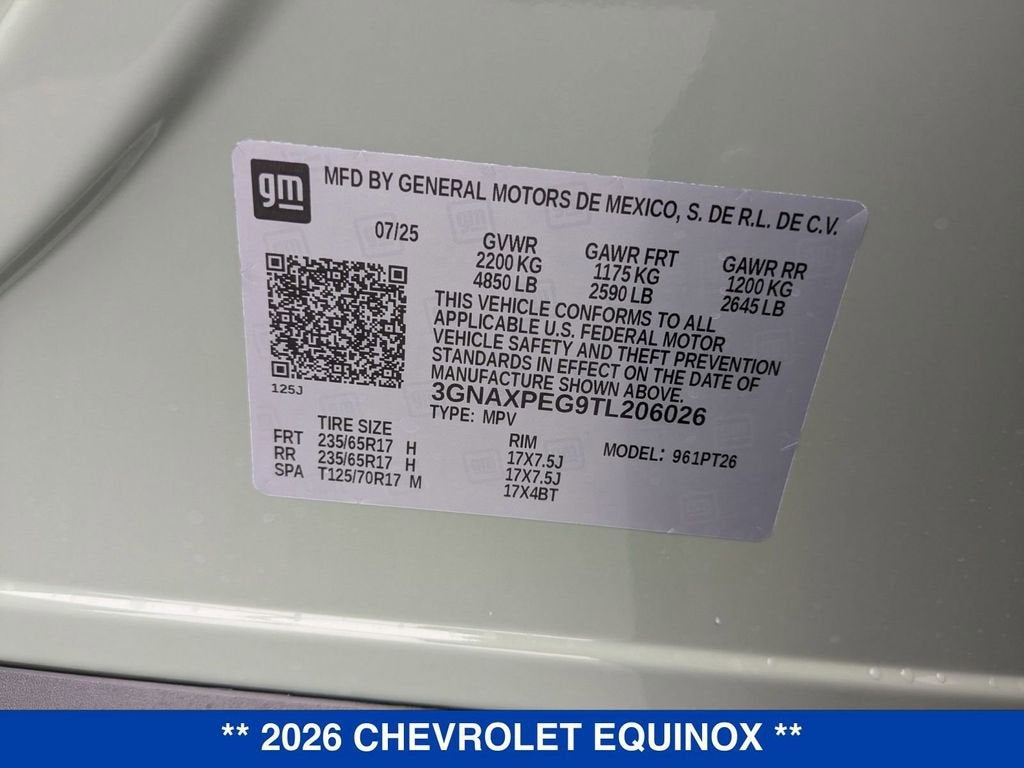 gm
MFD BY GENERAL MOTORS DE MEXICO, S. DE R.L. DE C.V.
07/25
GVWR GAWR FRT GAWR RR
2200 KG 1175 KG 1200 KG
4850 LB 2590 LB 2645 LB
THIS VEHICLE CONFORMS TO ALL
APPLICABLE U.S. FEDERAL MOTOR
VEHICLE SAFETY AND THEFT PREVENTION
STANDARDS IN EFFECT ON THE DATE OF
MANUFACTURE SHOWN ABOVE.
125J
3GNAXPEG9TL206026
TYPE: MPV
TIRE SIZE RIM MODEL: 961PT26
FRT 235/65R17 H 17X7.5J
RR 235/65R17 H 17X7.5J
SPA T125/70R17 M 17X4BT
** 2026 CHEVROLET EQUINOX **